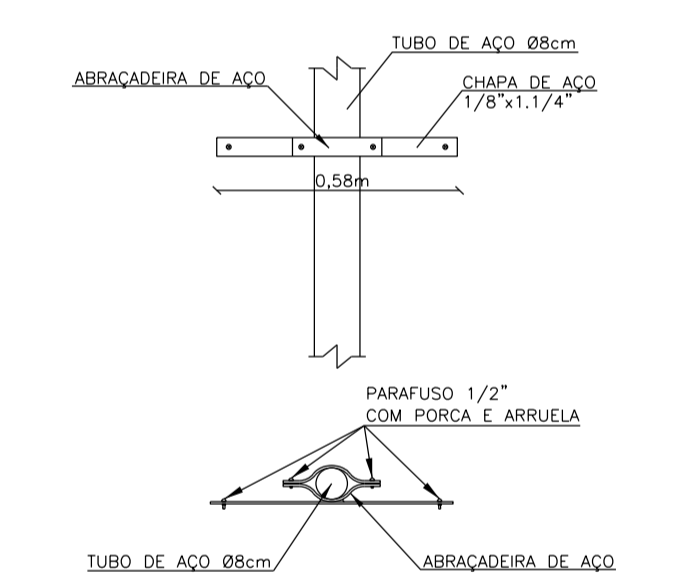 TUBO DE AÇO Ø8cm
ABRAÇADEIRA DE AÇO
CHAPA DE AÇO
1/8"x1.1/4"
0,58m
PARAFUSO 1/2"
COM PORCA E ARRUELA
TUBO DE AÇO Ø8cm
ABRAÇADEIRA DE AÇO